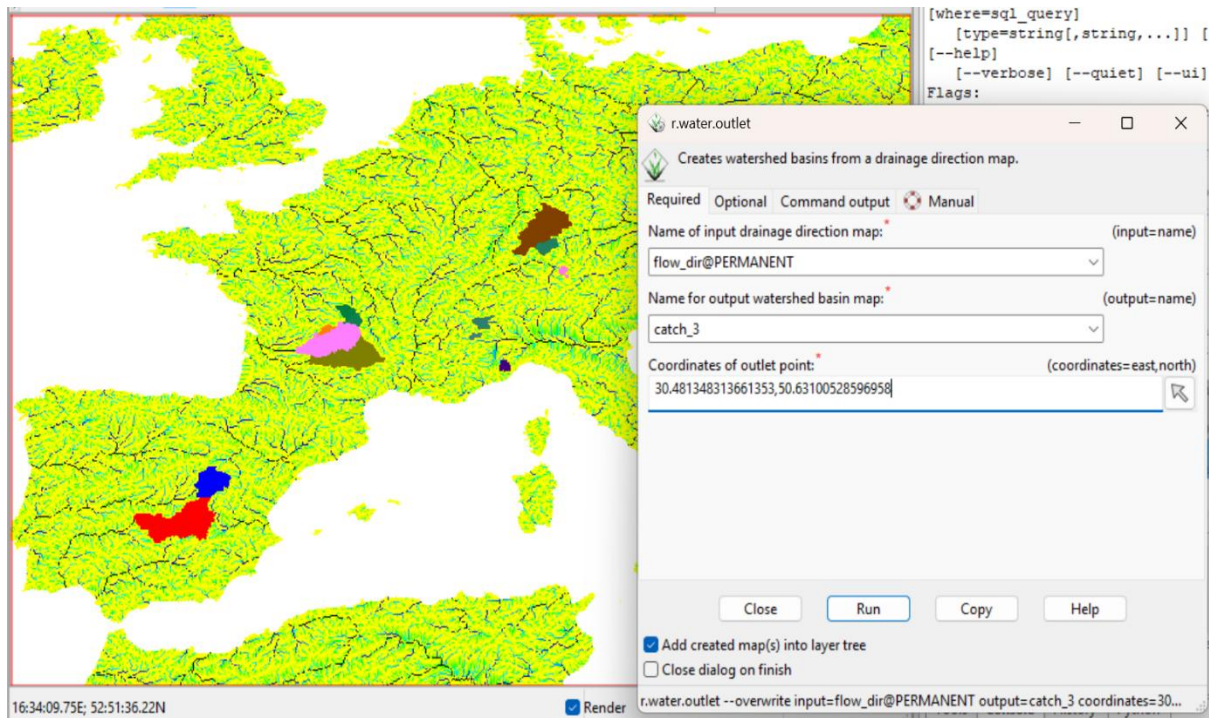 [where=sql_query]
[type=string[,string,...]] [
[--help]
[--verbose] [--quiet] [--ui]
Flags:
r.water.outlet
Creates watershed basins from a drainage direction map.
Required Optional Command output Manual
Name of input drainage direction map:* (input=name)
flow_dir@PERMANENT
Name for output watershed basin map:* (output=name)
catch_3
Coordinates of outlet point:* (coordinates=east,north)
30.481348313661353,50.63100528596958
Close Run Copy Help
Add created map(s) into layer tree
Close dialog on finish
r.water.outlet --overwrite input=flow_dir@PERMANENT output=catch_3 coordinates=30...
16:34:09.75E; 52:51:36.22N
Render